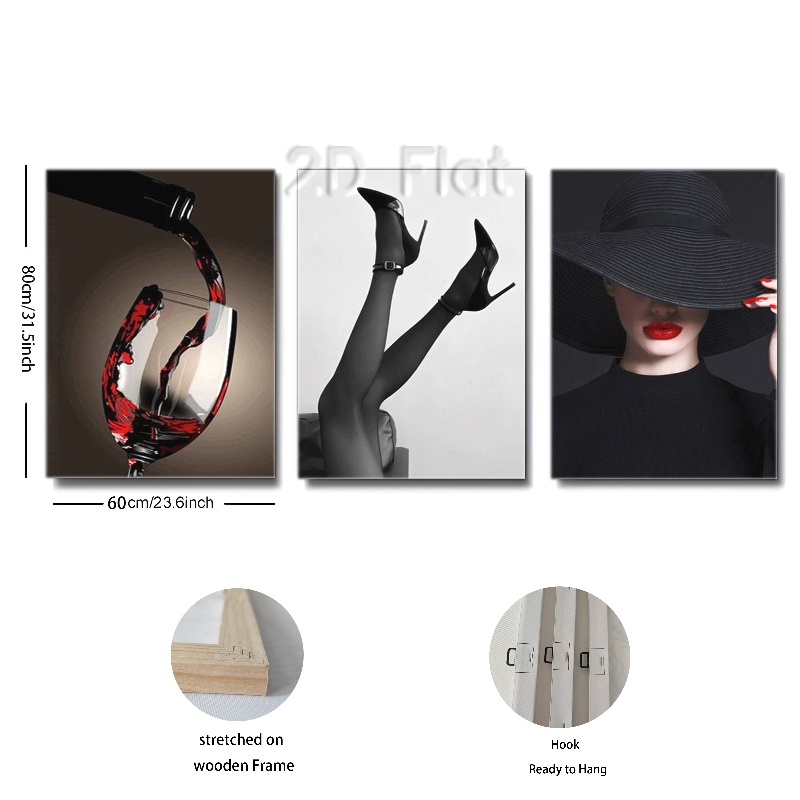 2D Flat
80cm/31.5inch
60cm/23.6inch
stretched on
wooden Frame
Hook
Ready to Hang